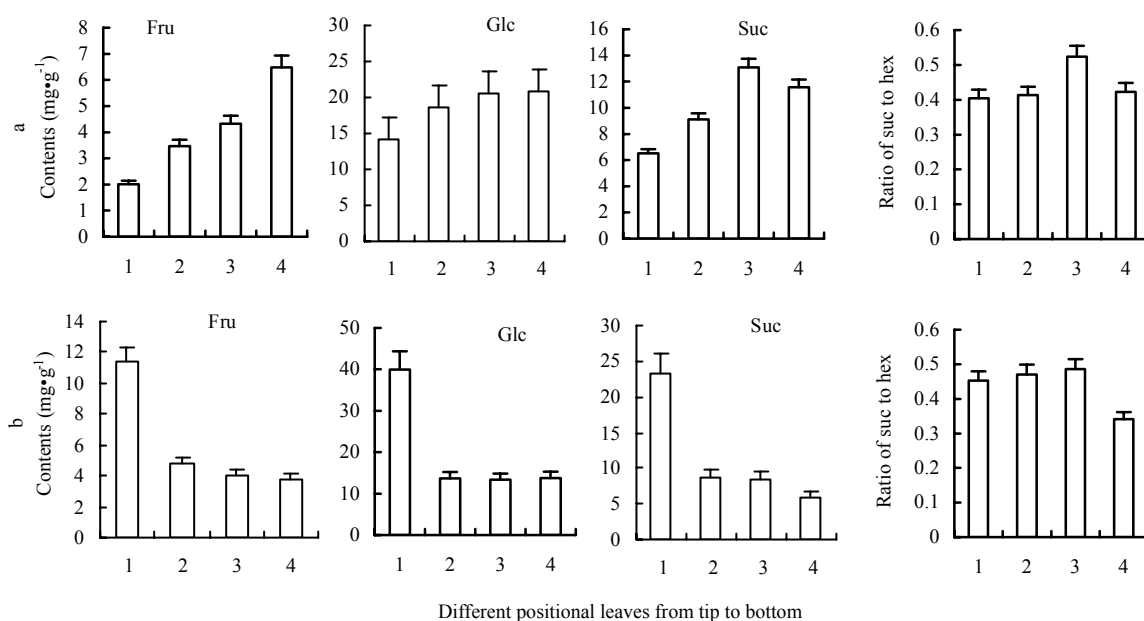 a
Contents (mg•g-1)
Fru
8
7
6
5
4
3
2
1
0
1 2 3 4
Glc
30
25
20
15
10
5
0
1 2 3 4
Suc
16
14
12
10
8
6
4
2
0
1 2 3 4
Ratio of suc to hex
0.6
0.5
0.4
0.3
0.2
0.1
0
1 2 3 4
b
Contents (mg•g-1)
Fru
14
12
10
8
6
4
2
0
1 2 3 4
Glc
50
40
30
20
10
0
1 2 3 4
Suc
30
25
20
15
10
5
0
1 2 3 4
Ratio of suc to hex
0.6
0.5
0.4
0.3
0.2
0.1
0
1 2 3 4
Different positional leaves from tip to bottom